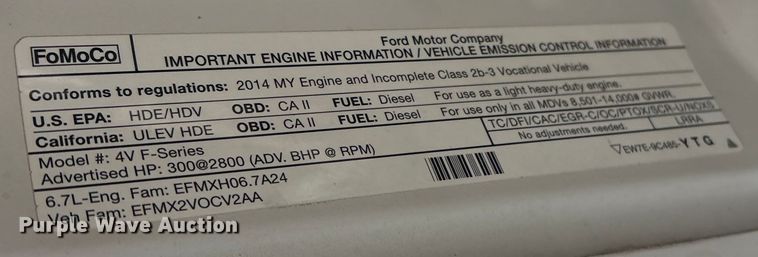 FoMoCo
Ford Motor Company
IMPORTANT ENGINE INFORMATION / VEHICLE EMISSION CONTROL INFORMATION
Conforms to regulations: 2014 MY Engine and Incomplete Class 2b-3 Vocational Vehicle
U.S. EPA: HDE/HDV OBD: CA II FUEL: Diesel For use as a light heavy-duty engine.
California: ULEV HDE OBD: CA II FUEL: Diesel For use only in all MDVs 8,501-14,000# GVWR.
Model #: 4V F-Series TC/DFI/CAC/EGR-C/OC/PTOX/SCR-U/NOXS
Advertised HP: 300@2800 (ADV. BHP @ RPM) No adjustments needed. LRRA
6.7L-Eng. Fam: EFMXH06.7A24 EW7E-9C485-YTG
Veh Fam: EFMX2VOCV2AA
Purple Wave Auction